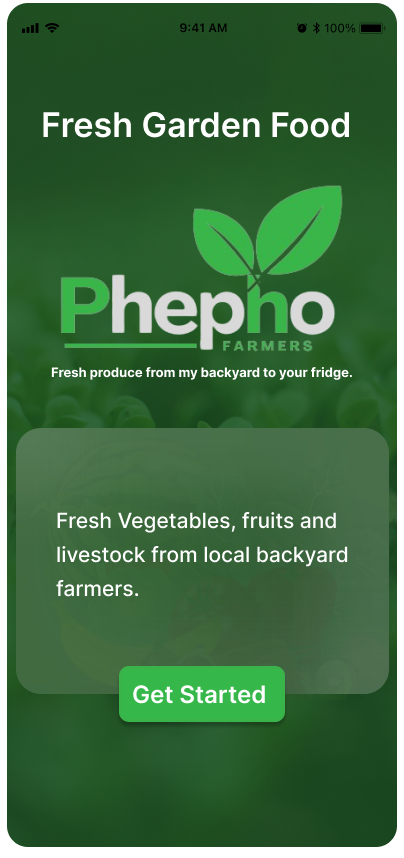 9:41 AM 100%
Fresh Garden Food
Phepho
FARMERS
Fresh produce from my backyard to your fridge.
Fresh Vegetables, fruits and
livestock from local backyard
farmers.
Get Started